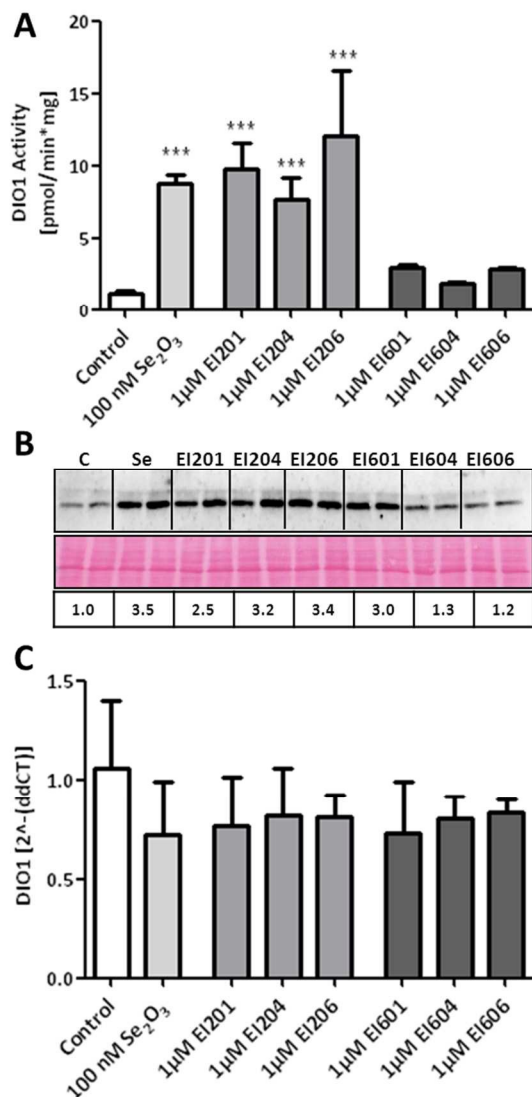 A
DIO1 Activity
[pmol/min*mg]
20
15
10
5
0
***
***
***
***
Control
100 nM Se₂O₃
1µM EI201
1µM EI204
1µM EI206
1µM EI601
1µM EI604
1µM EI606
B
C Se EI201 EI204 EI206 EI601 EI604 EI606
1.0 3.5 2.5 3.2 3.4 3.0 1.3 1.2
C
DIO1 [2^-(ddCT)]
1.5
1.0
0.5
0.0
Control
100 nM Se₂O₃
1µM EI201
1µM EI204
1µM EI206
1µM EI601
1µM EI604
1µM EI606